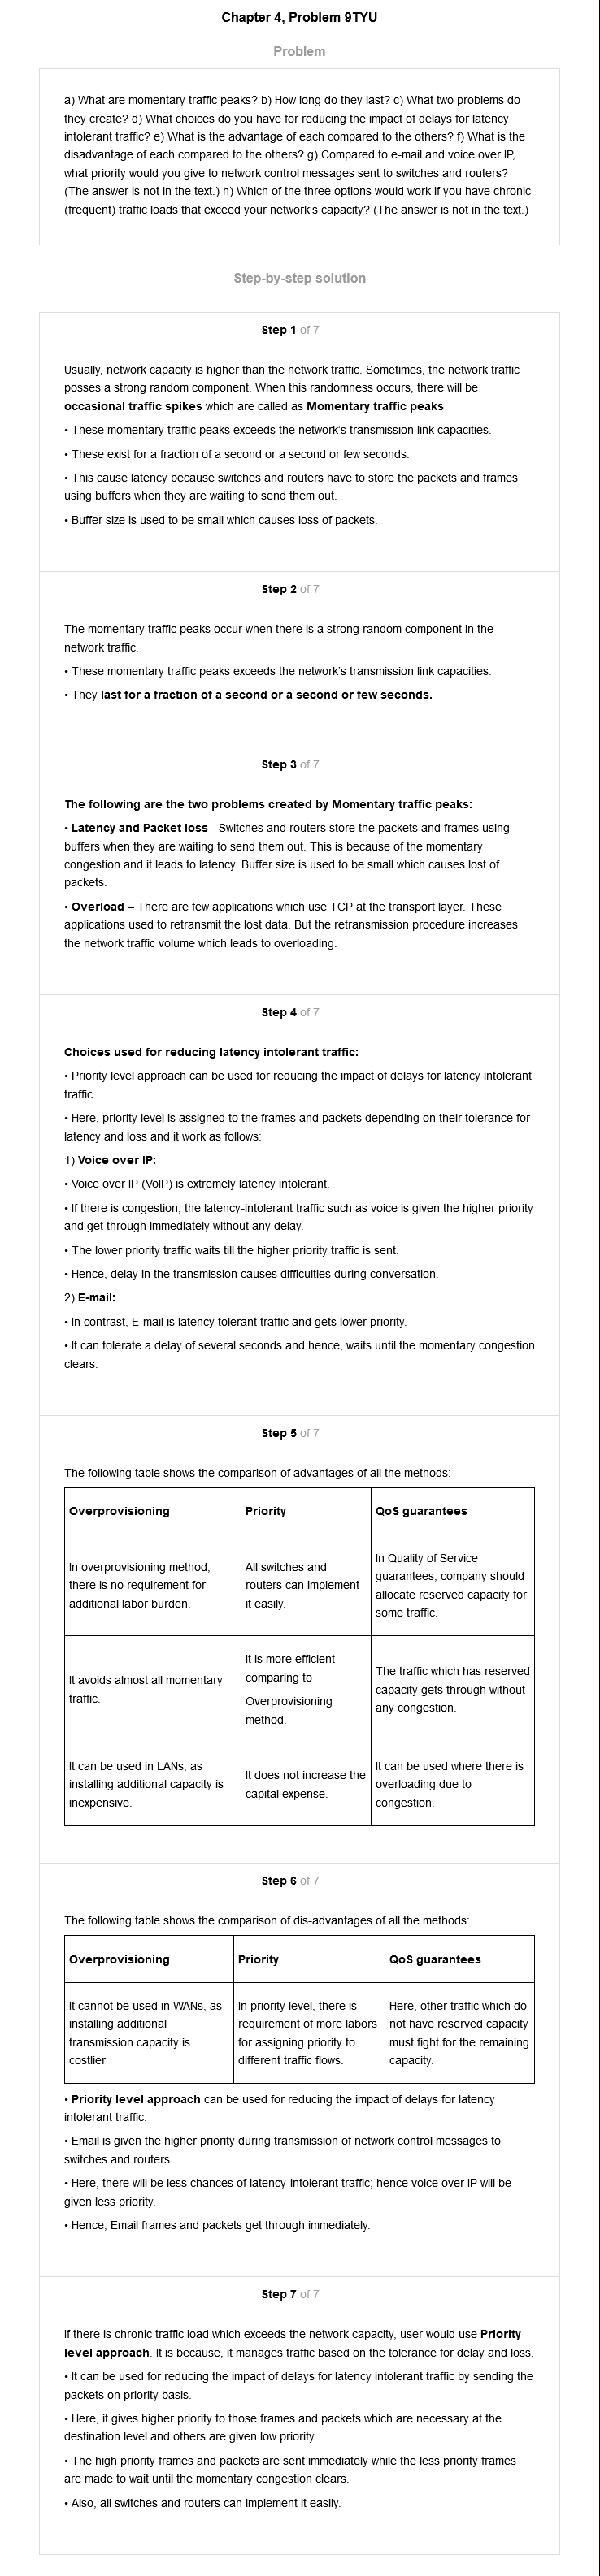 Chapter 4, Problem 9TYU
Problem
a) What are momentary traffic peaks? b) How long do they last? c) What two problems do
they create? d) What choices do you have for reducing the impact of delays for latency
intolerant traffic? e) What is the advantage of each compared to the others? f) What is the
disadvantage of each compared to the others? g) Compared to e-mail and voice over IP,
what priority would you give to network control messages sent to switches and routers?
(The answer is not in the text.) h) Which of the three options would work if you have chronic
(frequent) traffic loads that exceed your network's capacity? (The answer is not in the text.)
Step-by-step solution
Step 1 of 7
Usually, network capacity is higher than the network traffic. Sometimes, the network traffic
posses a strong random component. When this randomness occurs, there will be
occasional traffic spikes which are called as Momentary traffic peaks
• These momentary traffic peaks exceeds the network's transmission link capacities.
• These exist for a fraction of a second or a second or few seconds.
• This cause latency because switches and routers have to store the packets and frames
using buffers when they are waiting to send them out.
• Buffer size is used to be small which causes loss of packets.
Step 2 of 7
The momentary traffic peaks occur when there is a strong random component in the
network traffic.
• These momentary traffic peaks exceeds the network's transmission link capacities.
• They last for a fraction of a second or a second or few seconds.
Step 3 of 7
The following are the two problems created by Momentary traffic peaks:
• Latency and Packet loss - Switches and routers store the packets and frames using
buffers when they are waiting to send them out. This is because of the momentary
congestion and it leads to latency. Buffer size is used to be small which causes lost of
packets.
• Overload – There are few applications which use TCP at the transport layer. These
applications used to retransmit the lost data. But the retransmission procedure increases
the network traffic volume which leads to overloading.
Step 4 of 7
Choices used for reducing latency intolerant traffic:
• Priority level approach can be used for reducing the impact of delays for latency intolerant
traffic.
• Here, priority level is assigned to the frames and packets depending on their tolerance for
latency and loss and it work as follows:
1) Voice over IP:
• Voice over IP (VoIP) is extremely latency intolerant.
• If there is congestion, the latency-intolerant traffic such as voice is given the higher priority
and get through immediately without any delay.
• The lower priority traffic waits till the higher priority traffic is sent.
• Hence, delay in the transmission causes difficulties during conversation.
2) E-mail:
• In contrast, E-mail is latency tolerant traffic and gets lower priority.
• It can tolerate a delay of several seconds and hence, waits until the momentary congestion
clears.
Step 5 of 7
The following table shows the comparison of advantages of all the methods:
Overprovisioning
Priority
QoS guarantees
In overprovisioning method,
there is no requirement for
additional labor burden.
All switches and
routers can implement
it easily.
In Quality of Service
guarantees, company should
allocate reserved capacity for
some traffic.
It avoids almost all momentary
traffic.
It is more efficient
comparing to
Overprovisioning
method.
The traffic which has reserved
capacity gets through without
any congestion.
It can be used in LANs, as
installing additional capacity is
inexpensive.
It does not increase the
capital expense.
It can be used where there is
overloading due to
congestion.
Step 6 of 7
The following table shows the comparison of dis-advantages of all the methods:
Overprovisioning
Priority
QoS guarantees
It cannot be used in WANs, as
installing additional
transmission capacity is
costlier
In priority level, there is
requirement of more labors
for assigning priority to
different traffic flows.
Here, other traffic which do
not have reserved capacity
must fight for the remaining
capacity.
• Priority level approach can be used for reducing the impact of delays for latency
intolerant traffic.
• Email is given the higher priority during transmission of network control messages to
switches and routers.
• Here, there will be less chances of latency-intolerant traffic; hence voice over IP will be
given less priority.
• Hence, Email frames and packets get through immediately.
Step 7 of 7
If there is chronic traffic load which exceeds the network capacity, user would use Priority
level approach. It is because, it manages traffic based on the tolerance for delay and loss.
• It can be used for reducing the impact of delays for latency intolerant traffic by sending the
packets on priority basis.
• Here, it gives higher priority to those frames and packets which are necessary at the
destination level and others are given low priority.
• The high priority frames and packets are sent immediately while the less priority frames
are made to wait until the momentary congestion clears.
• Also, all switches and routers can implement it easily.